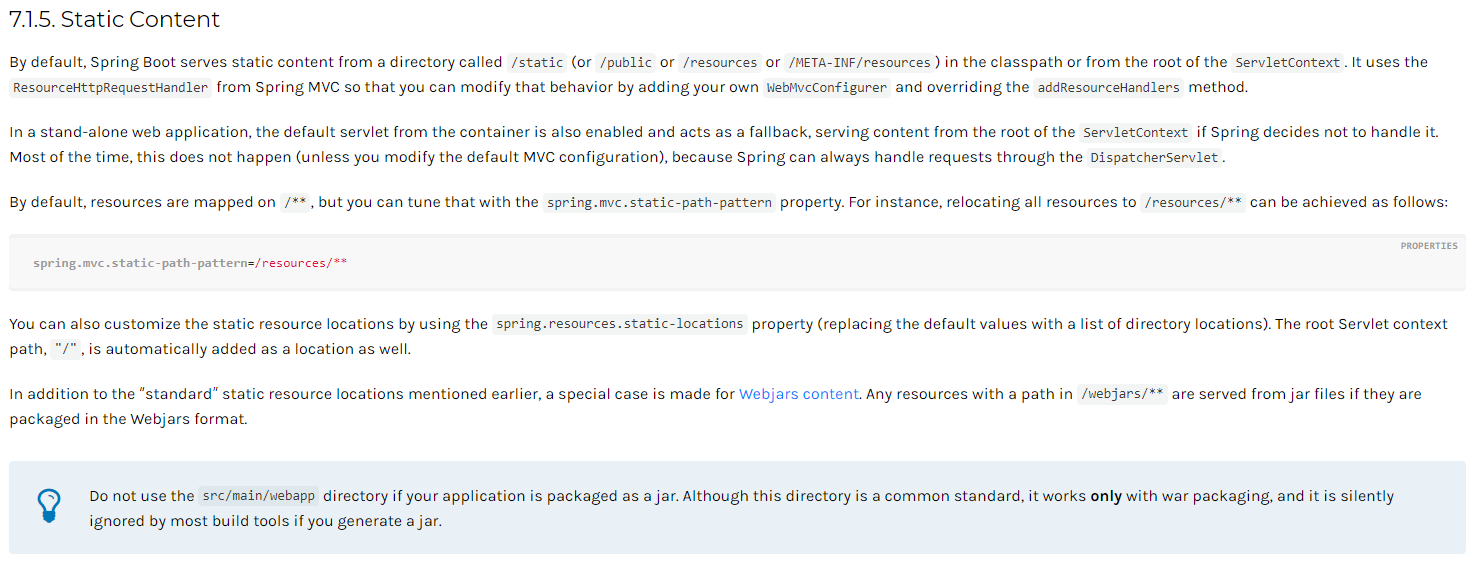 7.1.5. Static Content
By default, Spring Boot serves static content from a directory called /static (or /public or /resources or /META-INF/resources) in the classpath or from the root of the ServletContext. It uses the
ResourceHttpRequestHandler from Spring MVC so that you can modify that behavior by adding your own WebMvcConfigurer and overriding the addResourceHandlers method.
In a stand-alone web application, the default servlet from the container is also enabled and acts as a fallback, serving content from the root of the ServletContext if Spring decides not to handle it.
Most of the time, this does not happen (unless you modify the default MVC configuration), because Spring can always handle requests through the DispatcherServlet.
By default, resources are mapped on /**, but you can tune that with the spring.mvc.static-path-pattern property. For instance, relocating all resources to /resources/** can be achieved as follows:
PROPERTIES
spring.mvc.static-path-pattern=/resources/**
You can also customize the static resource locations by using the spring.resources.static-locations property (replacing the default values with a list of directory locations). The root Servlet context
path, "/", is automatically added as a location as well.
In addition to the "standard" static resource locations mentioned earlier, a special case is made for Webjars content. Any resources with a path in /webjars/** are served from jar files if they are
packaged in the Webjars format.
Do not use the src/main/webapp directory if your application is packaged as a jar. Although this directory is a common standard, it works only with war packaging, and it is silently
ignored by most build tools if you generate a jar.